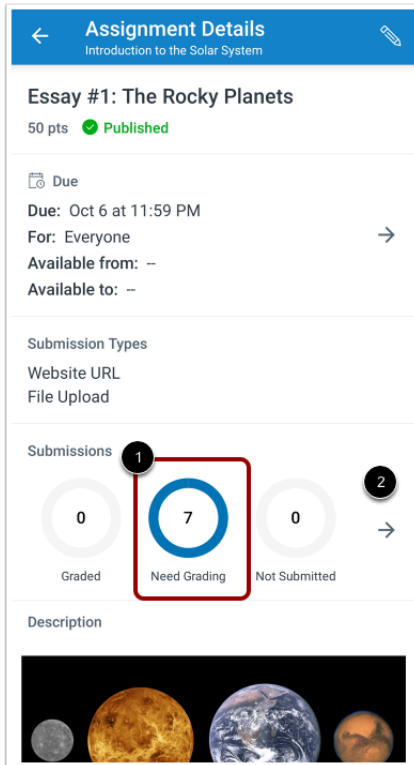 Assignment Details
Introduction to the Solar System
Essay #1: The Rocky Planets
50 pts Published
Due
Due: Oct 6 at 11:59 PM
For: Everyone
Available from: --
Available to: --
Submission Types
Website URL
File Upload
Submissions
1
2
0
7
0
Graded
Need Grading
Not Submitted
Description